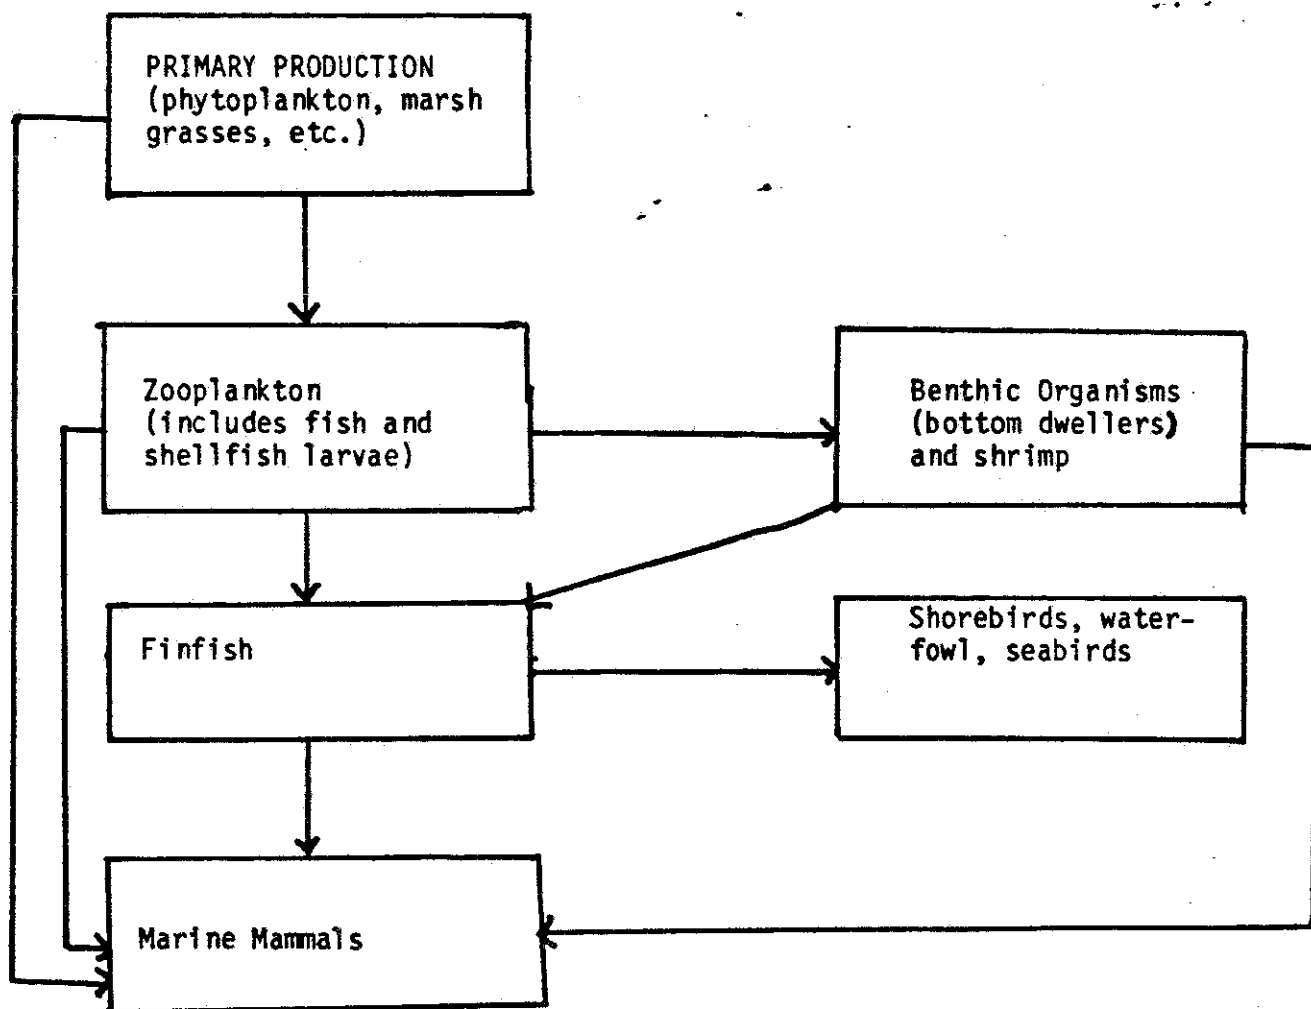 PRIMARY PRODUCTION
(phytoplankton, marsh
grasses, etc.)
Zooplankton
(includes fish and
shellfish larvae)
Benthic Organisms
(bottom dwellers)
and shrimp
Finfish
Shorebirds, water-
fowl, seabirds
Marine Mammals